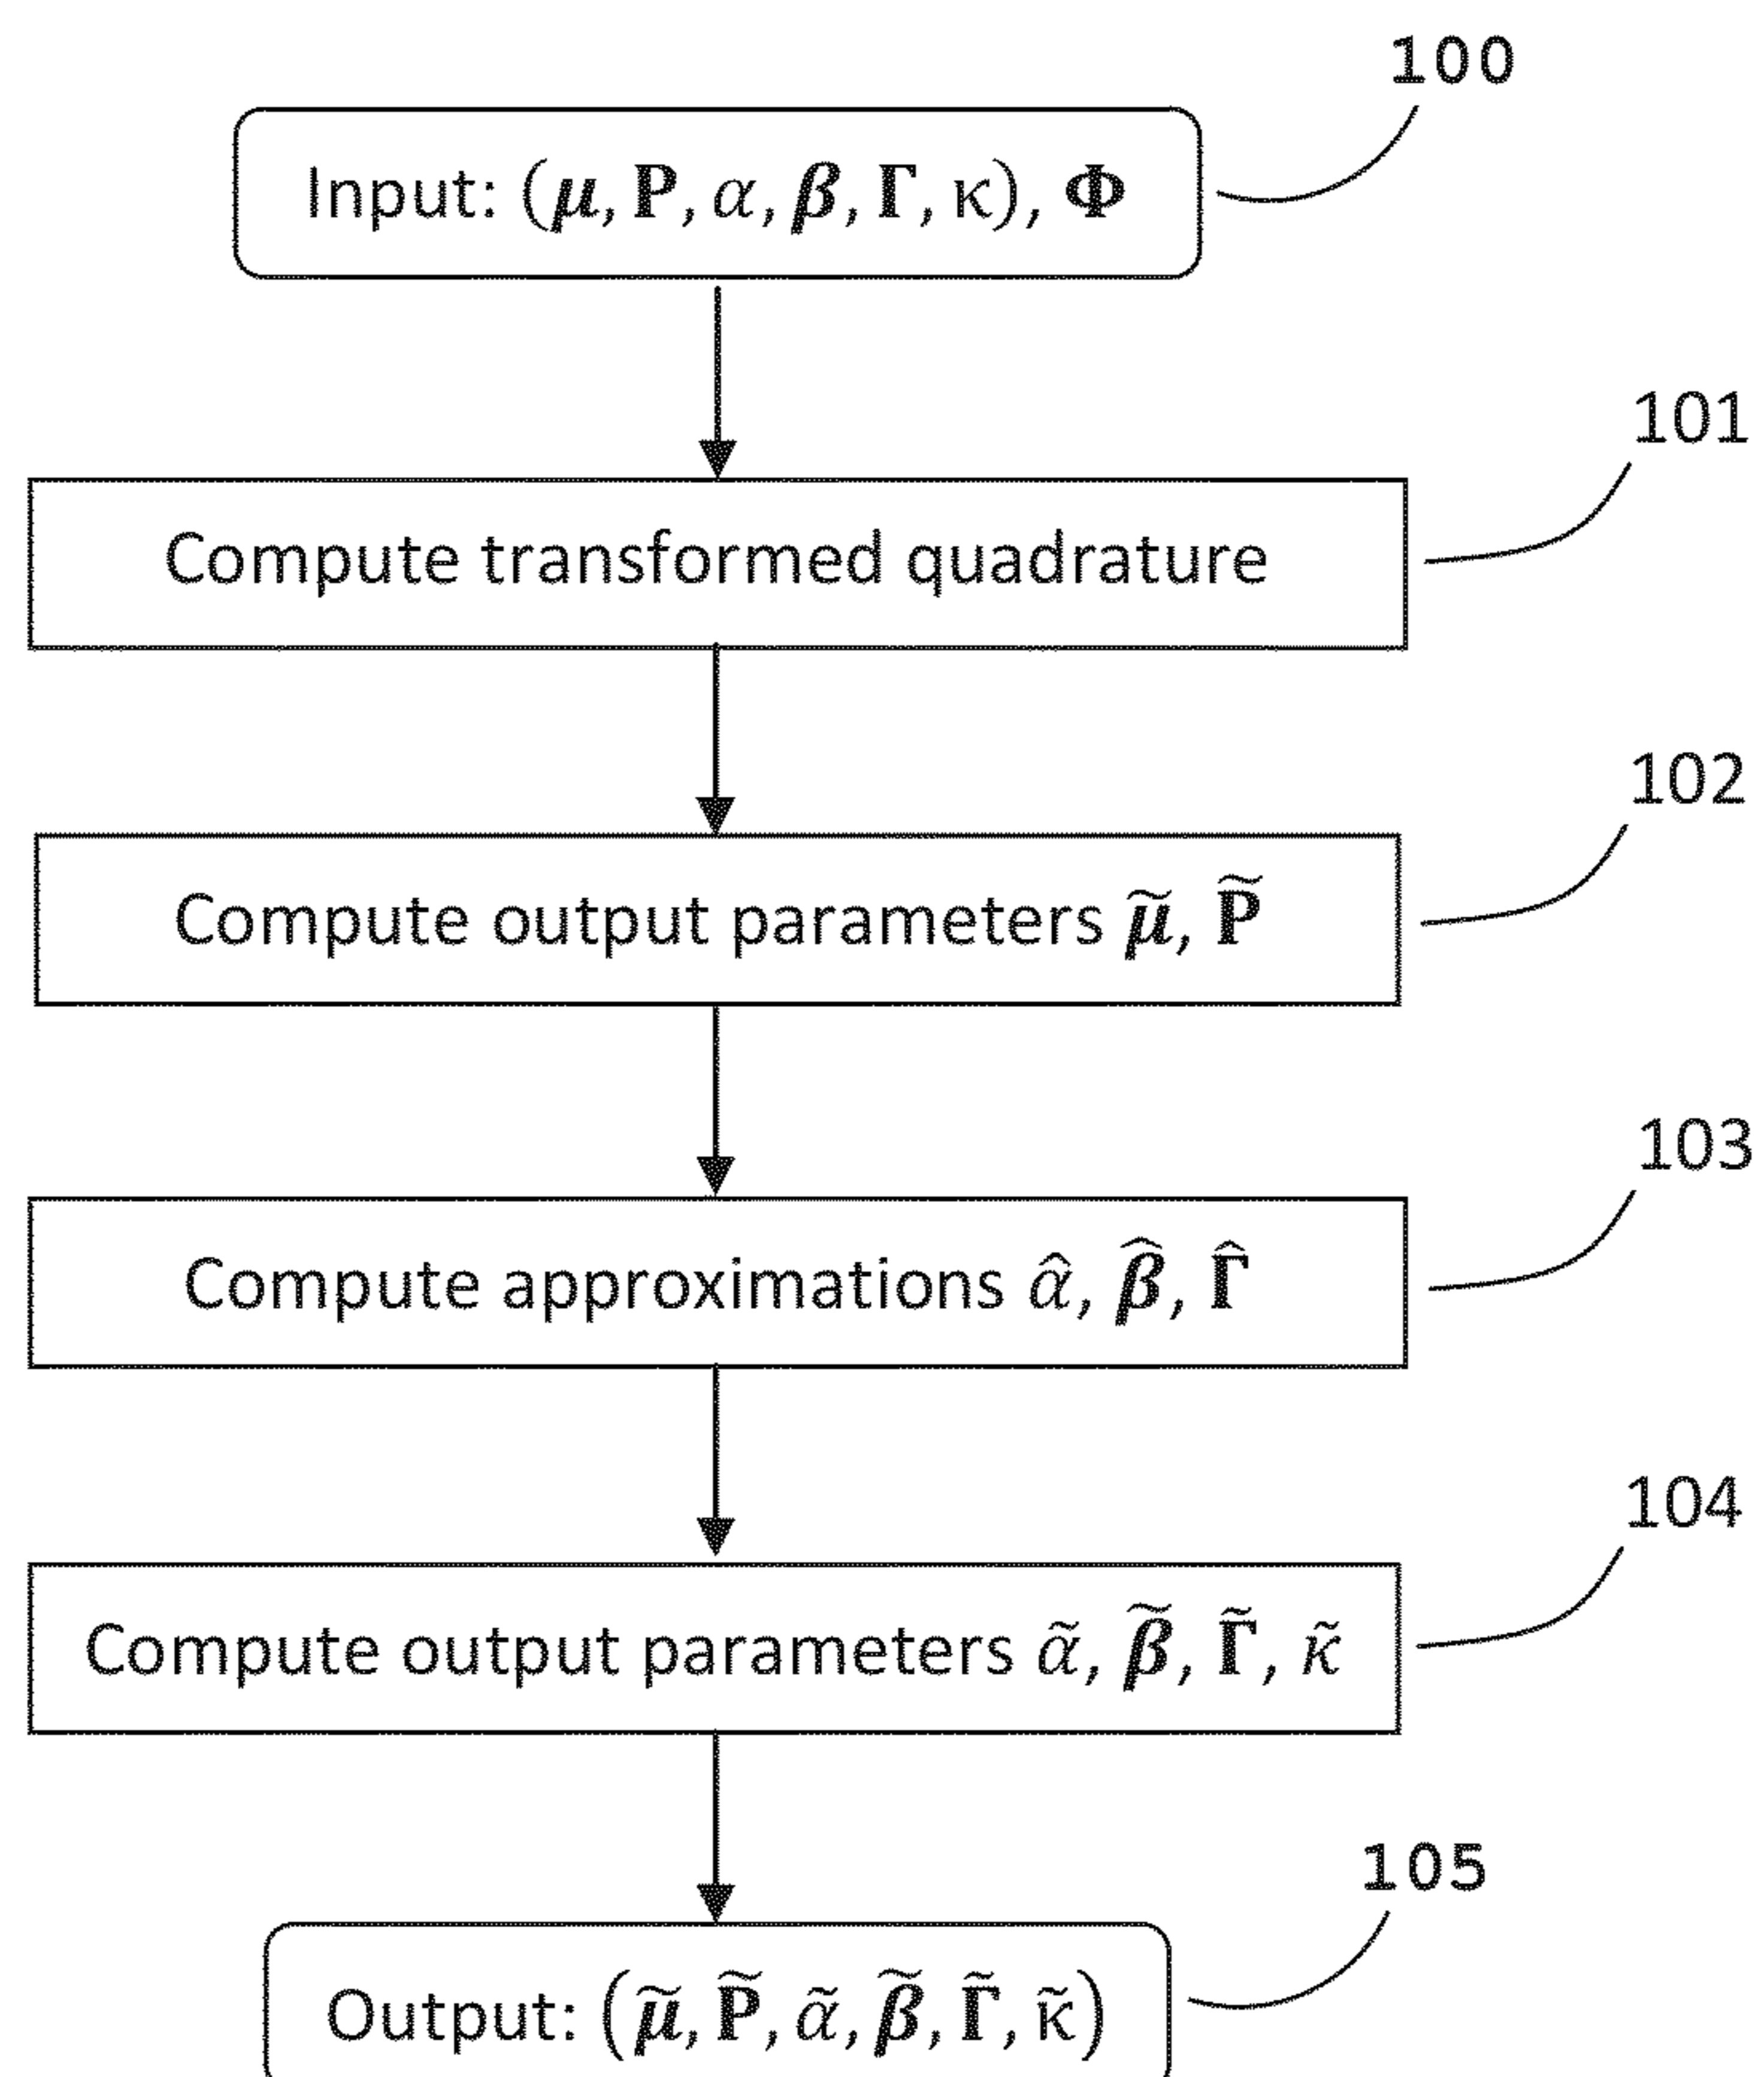 100
Input: (𝝁, 𝐏, 𝛼, 𝜷, 𝚪, κ), 𝚽
101
Compute transformed quadrature
102
Compute output parameters 𝝁̃, 𝐏̃
103
Compute approximations 𝛼̂, 𝜷̂, 𝚪̂
104
Compute output parameters 𝛼̃, 𝜷̃, 𝚪̃, 𝜅̃
105
Output: (𝝁̃, 𝐏̃, 𝛼̃, 𝜷̃, 𝚪̃, κ̃)